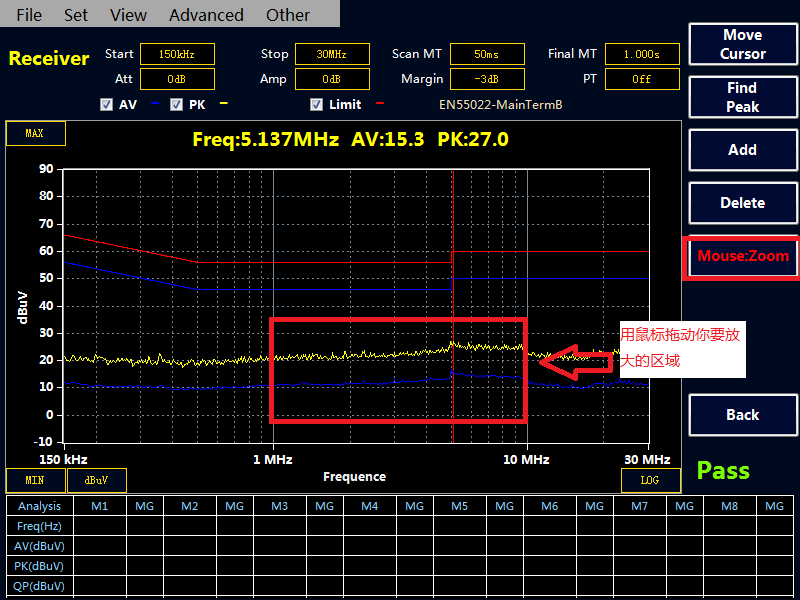 File Set View Advanced Other
Receiver
Start 150kHz Stop 30MHz Scan MT 50ms Final MT 1.000s
Att 0dB Amp 0dB Margin -3dB PT Off
AV PK Limit EN55022-MainTermB
MAX
Freq:5.137MHz AV:15.3 PK:27.0
90
80
70
60
50
40
30
20
10
0
-10
dBuV
150 kHz 1 MHz 10 MHz 30 MHz
Frequence
MIN dBuV LOG
用鼠标拖动你要放
大的区域
Move
Cursor
Find
Peak
Add
Delete
Mouse:Zoom
Back
Pass
Analysis M1 MG M2 MG M3 MG M4 MG M5 MG M6 MG M7 MG M8 MG
Freq(Hz)
AV(dBuV)
PK(dBuV)
QP(dBuV)